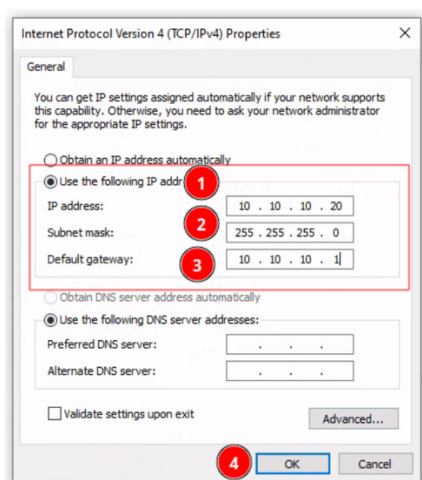 Internet Protocol Version 4 (TCP/IPv4) Properties
General
You can get IP settings assigned automatically if your network supports
this capability. Otherwise, you need to ask your network administrator
for the appropriate IP settings.
Obtain an IP address automatically
Use the following IP addr 1
IP address: 10 . 10 . 10 . 20
2
Subnet mask: 255 . 255 . 255 . 0
Default gateway: 10 . 10 . 10 . 1
3
Obtain DNS server address automatically
Use the following DNS server addresses:
Preferred DNS server: . . .
Alternate DNS server: . . .
Validate settings upon exit
Advanced...
4 OK Cancel